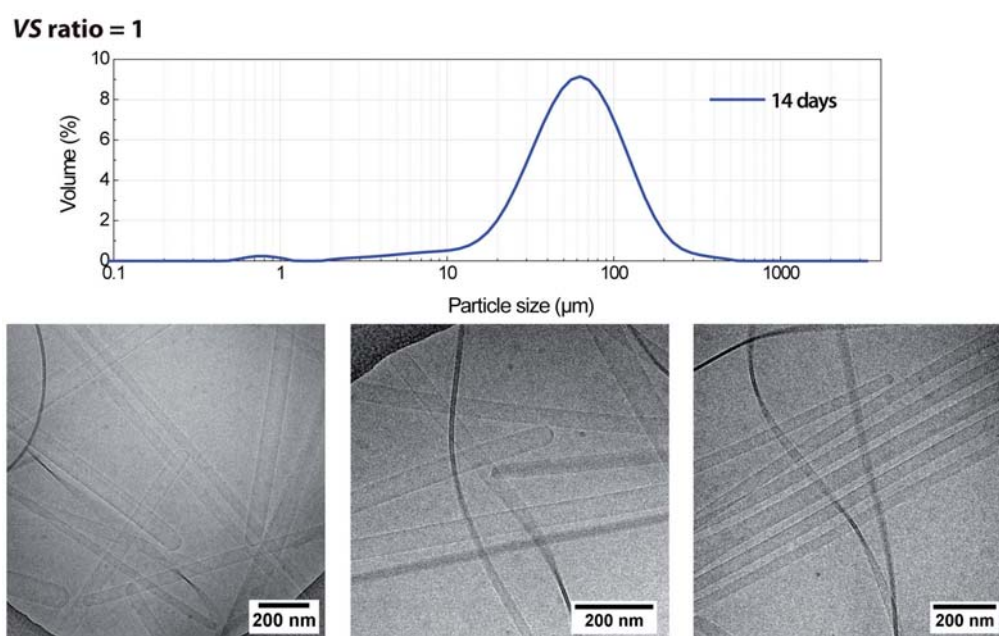 VS ratio = 1
10
8
6
4
2
0
Volume (%)
14 days
0.1
1
10
100
1000
Particle size (µm)
200 nm
200 nm
200 nm